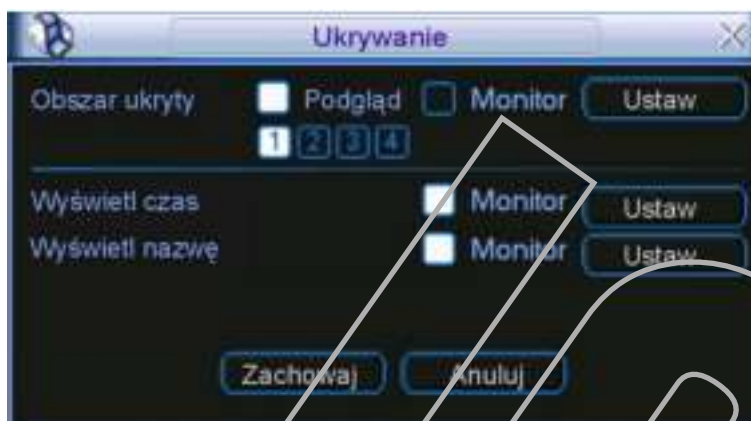 Ukrywanie
Obszar ukryty Podgląd Monitor Ustaw
1 2 3 4
Wyświetl czas Monitor Ustaw
Wyświetl nazwę Monitor Ustaw
Zachowaj Anuluj